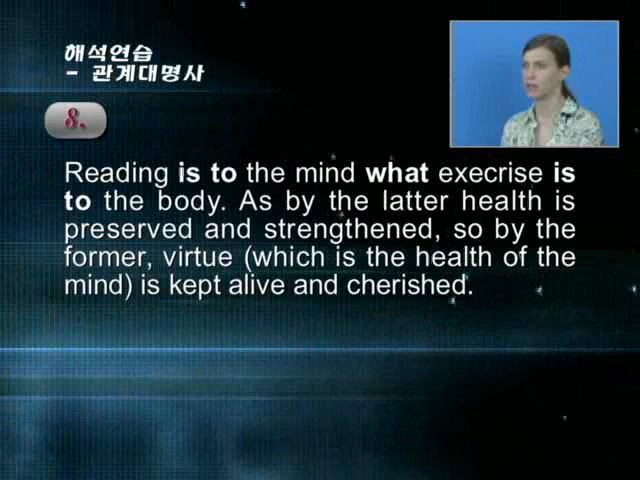 해석연습
- 관계대명사
8.
Reading is to the mind what execrise is
to the body. As by the latter health is
preserved and strengthened, so by the
former, virtue (which is the health of the
mind) is kept alive and cherished.